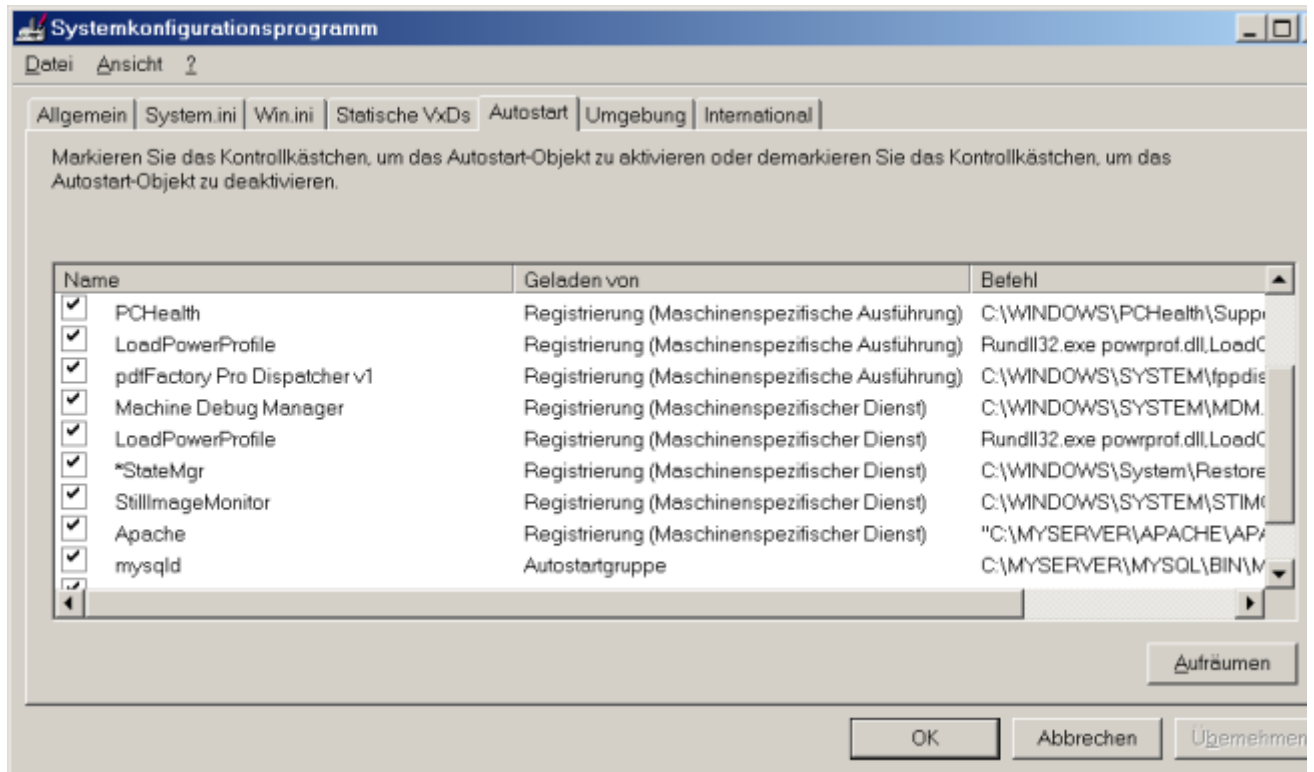 Systemkonfigurationsprogramm
Datei Ansicht ?
Allgemein System.ini Win.ini Statische VxDs Autostart Umgebung International
Markieren Sie das Kontrollkästchen, um das Autostart-Objekt zu aktivieren oder demarkieren Sie das Kontrollkästchen, um das
Autostart-Objekt zu deaktivieren.
Name Geladen von Befehl
PCHealth Registrierung (Maschinenspezifische Ausführung) C:\WINDOWS\PCHealth\Suppo
LoadPowerProfile Registrierung (Maschinenspezifische Ausführung) Rundll32.exe powrprof.dll,LoadC
pdfFactory Pro Dispatcher v1 Registrierung (Maschinenspezifische Ausführung) C:\WINDOWS\SYSTEM\fppdis
Machine Debug Manager Registrierung (Maschinenspezifischer Dienst) C:\WINDOWS\SYSTEM\MDM.
LoadPowerProfile Registrierung (Maschinenspezifischer Dienst) Rundll32.exe powrprof.dll,LoadC
*StateMgr Registrierung (Maschinenspezifischer Dienst) C:\WINDOWS\System\Restore
StillImageMonitor Registrierung (Maschinenspezifischer Dienst) C:\WINDOWS\SYSTEM\STIM
Apache Registrierung (Maschinenspezifischer Dienst) "C:\MYSERVER\APACHE\APA
mysqld Autostartgruppe C:\MYSERVER\MYSQL\BIN\M
Aufräumen
OK Abbrechen Übernehmen